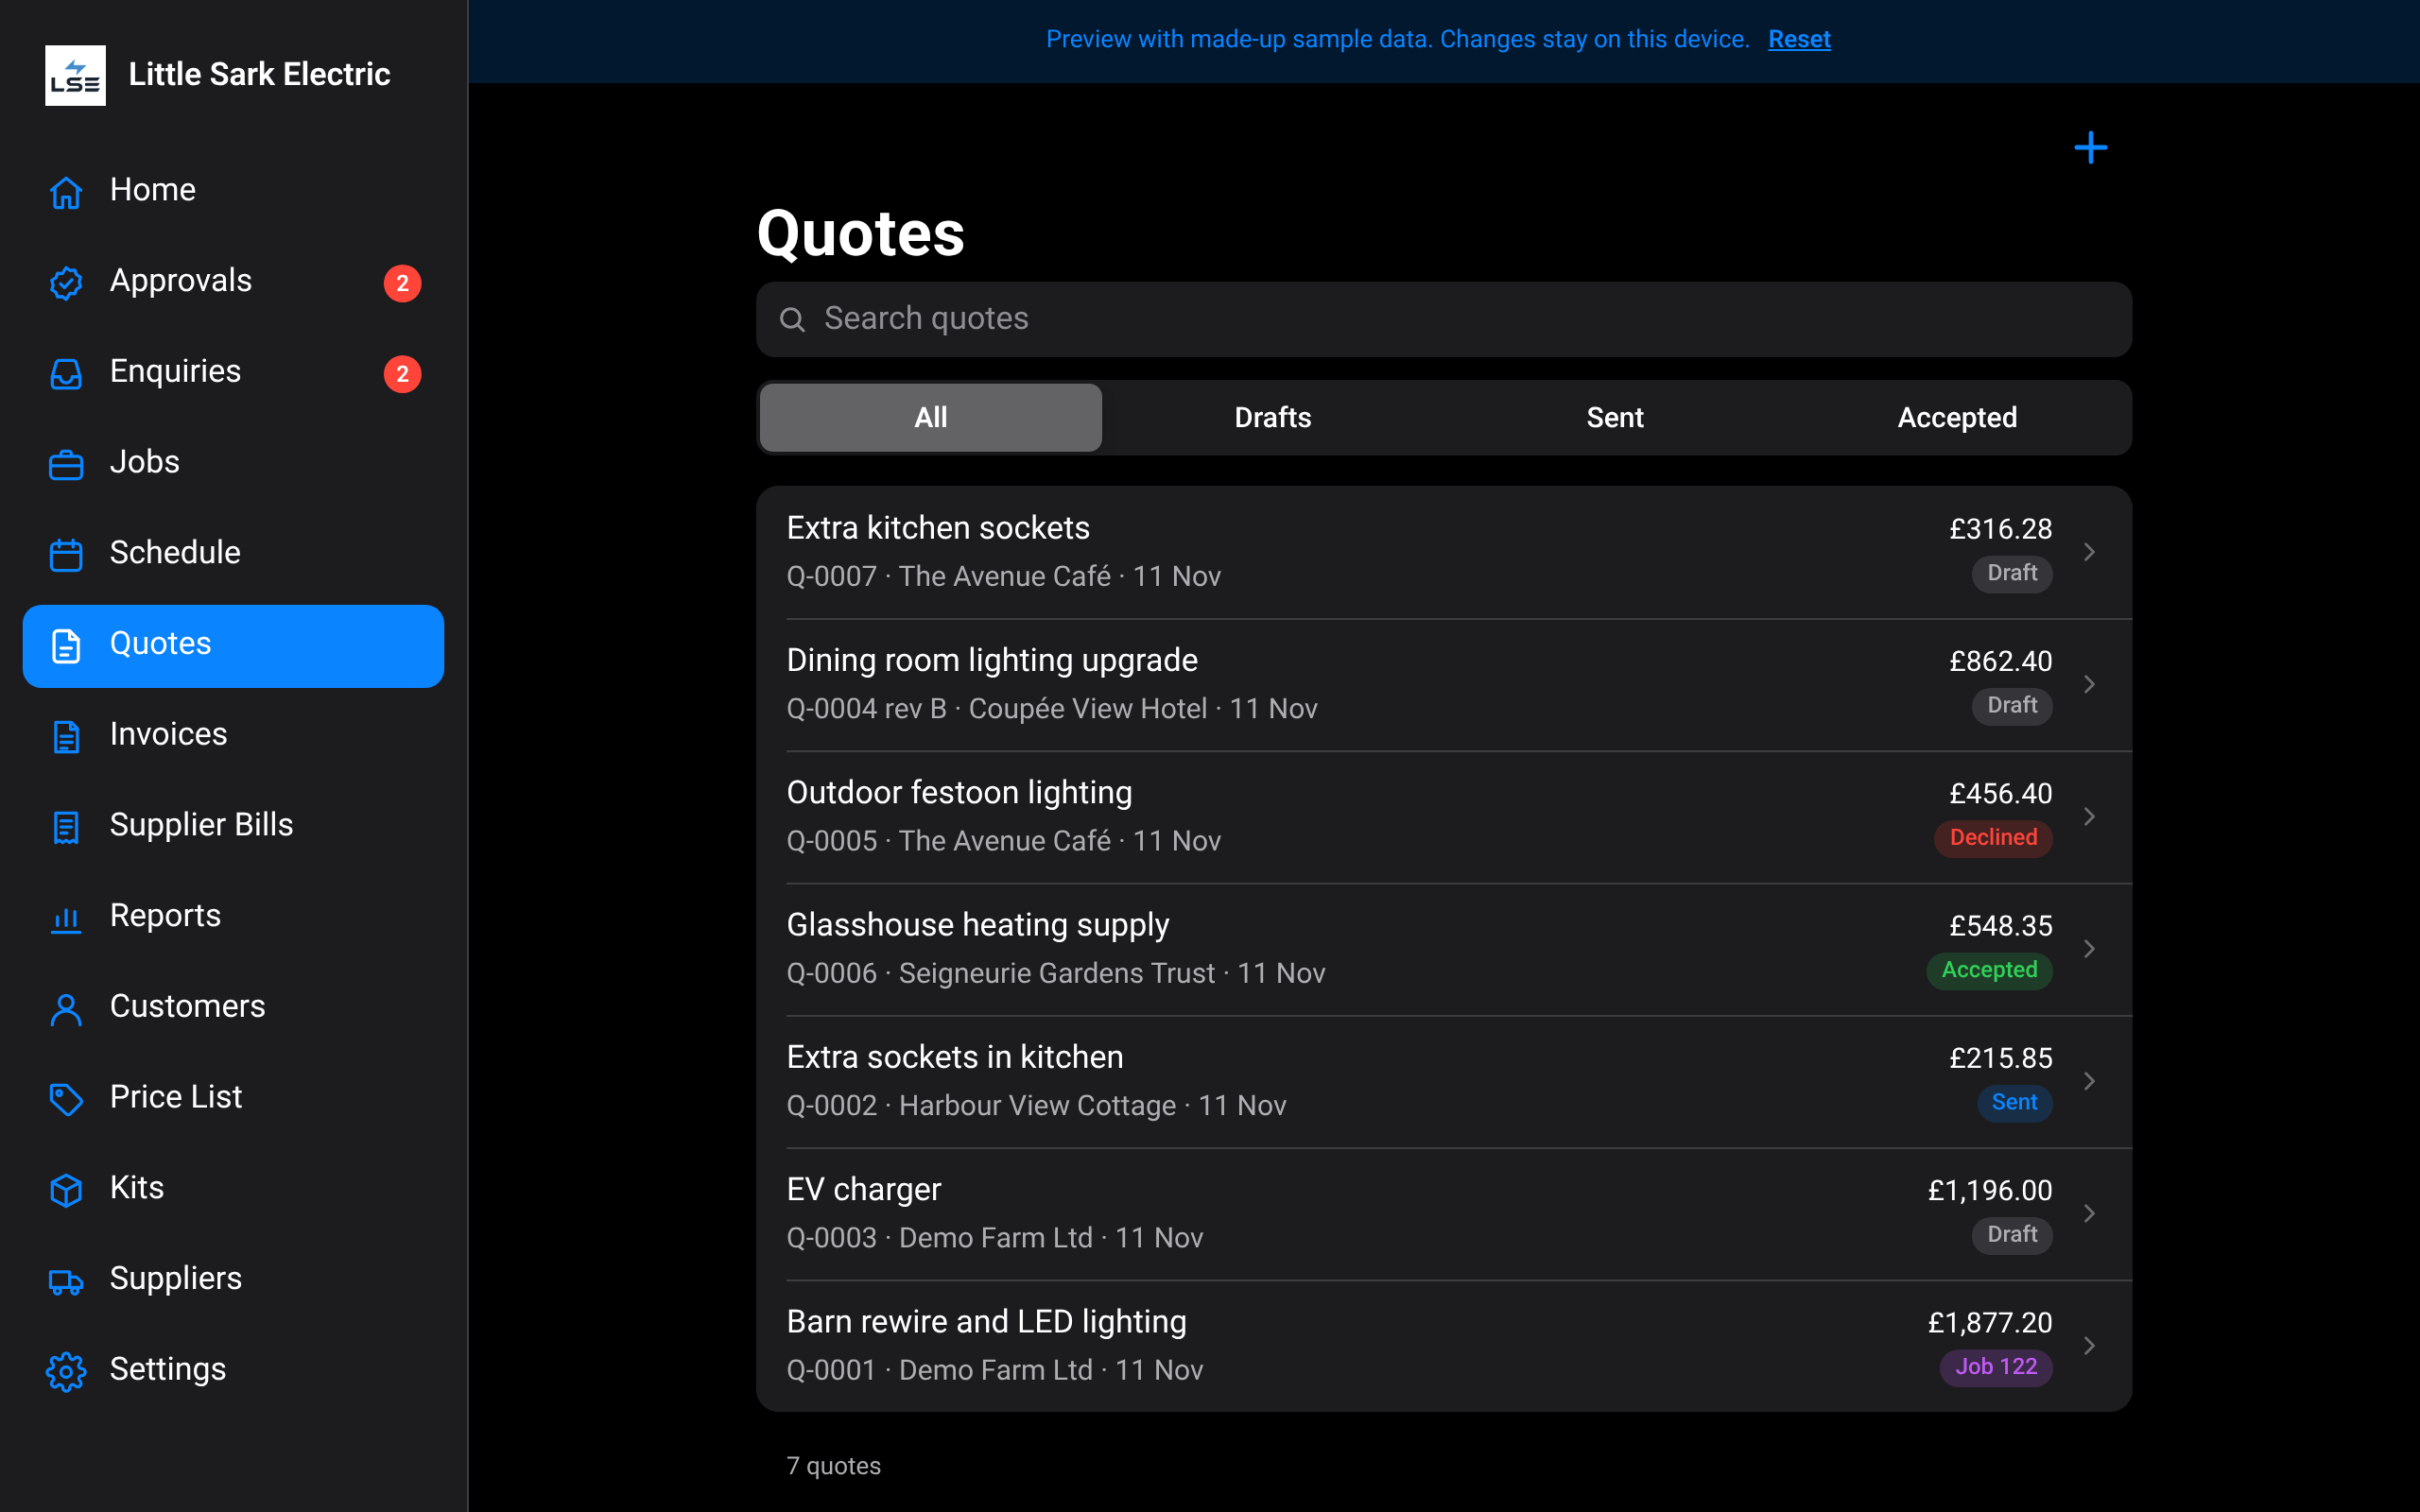 LSE
Little Sark Electric
Home
Approvals 2
Enquiries 2
Jobs
Schedule
Quotes
Invoices
Supplier Bills
Reports
Customers
Price List
Kits
Suppliers
Settings
Preview with made-up sample data. Changes stay on this device. Reset
Quotes
Search quotes
All Drafts Sent Accepted
Extra kitchen sockets £316.28
Q-0007 · The Avenue Café · 11 Nov Draft
Dining room lighting upgrade £862.40
Q-0004 rev B · Coupée View Hotel · 11 Nov Draft
Outdoor festoon lighting £456.40
Q-0005 · The Avenue Café · 11 Nov Declined
Glasshouse heating supply £548.35
Q-0006 · Seigneurie Gardens Trust · 11 Nov Accepted
Extra sockets in kitchen £215.85
Q-0002 · Harbour View Cottage · 11 Nov Sent
EV charger £1,196.00
Q-0003 · Demo Farm Ltd · 11 Nov Draft
Barn rewire and LED lighting £1,877.20
Q-0001 · Demo Farm Ltd · 11 Nov Job 122
7 quotes